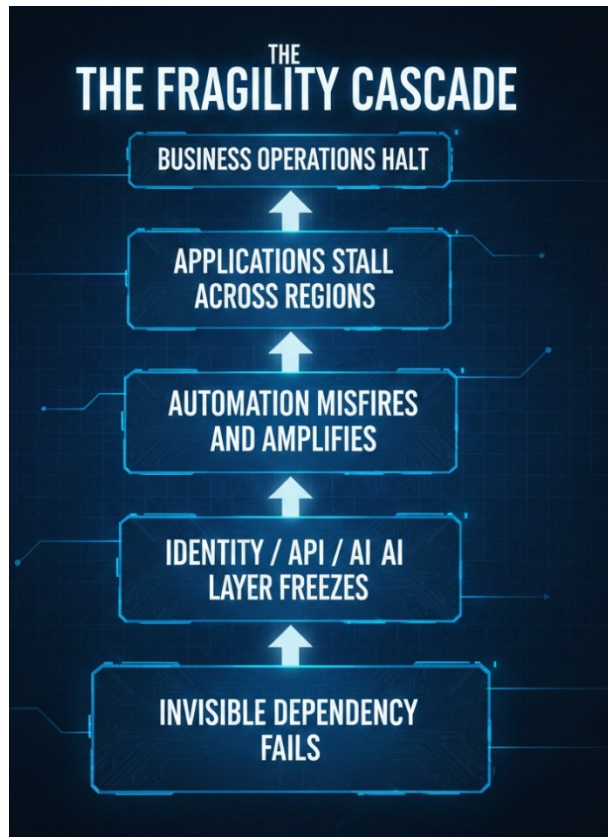 THE
THE FRAGILITY CASCADE
BUSINESS OPERATIONS HALT
APPLICATIONS STALL
ACROSS REGIONS
AUTOMATION MISFIRES
AND AMPLIFIES
IDENTITY / API / AI AI
LAYER FREEZES
INVISIBLE DEPENDENCY
FAILS